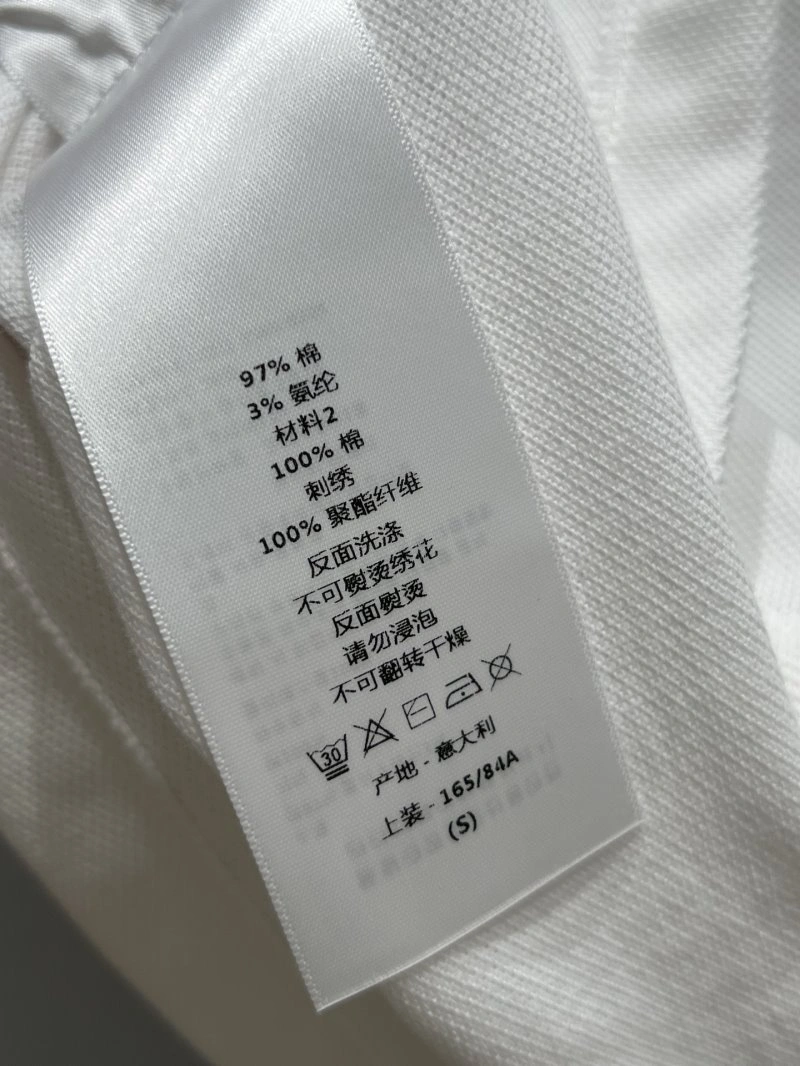 97% 棉
3% 氨纶
材料2
100% 棉
刺绣
100% 聚酯纤维
反面洗涤
不可熨烫绣花
反面熨烫
请勿浸泡
不可翻转干燥
30
产地 - 意大利
上装 - 165/84A
(S)